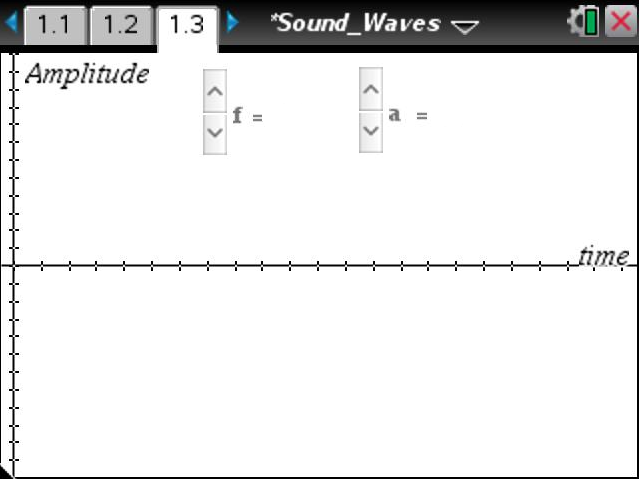 1.1 1.2 1.3 *Sound_Waves
Amplitude
f =
a =
time